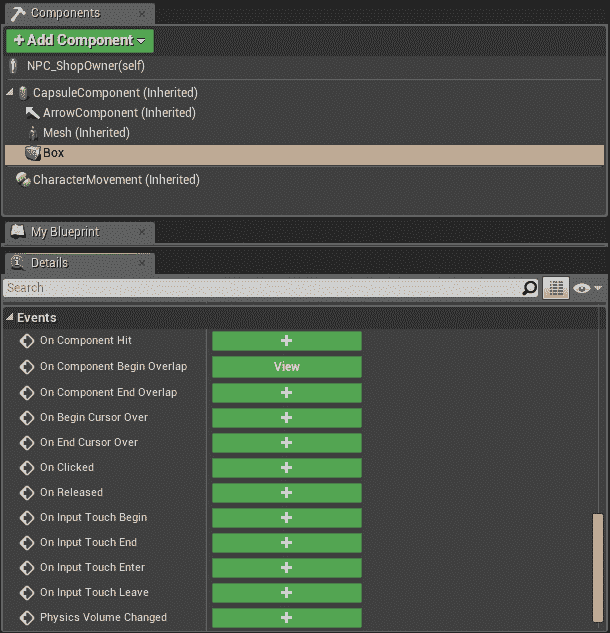 Components
+ Add Component
NPC_ShopOwner(self)
CapsuleComponent (Inherited)
ArrowComponent (Inherited)
Mesh (Inherited)
Box
CharacterMovement (Inherited)
My Blueprint
Details
Search
Events
On Component Hit
On Component Begin Overlap View
On Component End Overlap
On Begin Cursor Over
On End Cursor Over
On Clicked
On Released
On Input Touch Begin
On Input Touch End
On Input Touch Enter
On Input Touch Leave
Physics Volume Changed